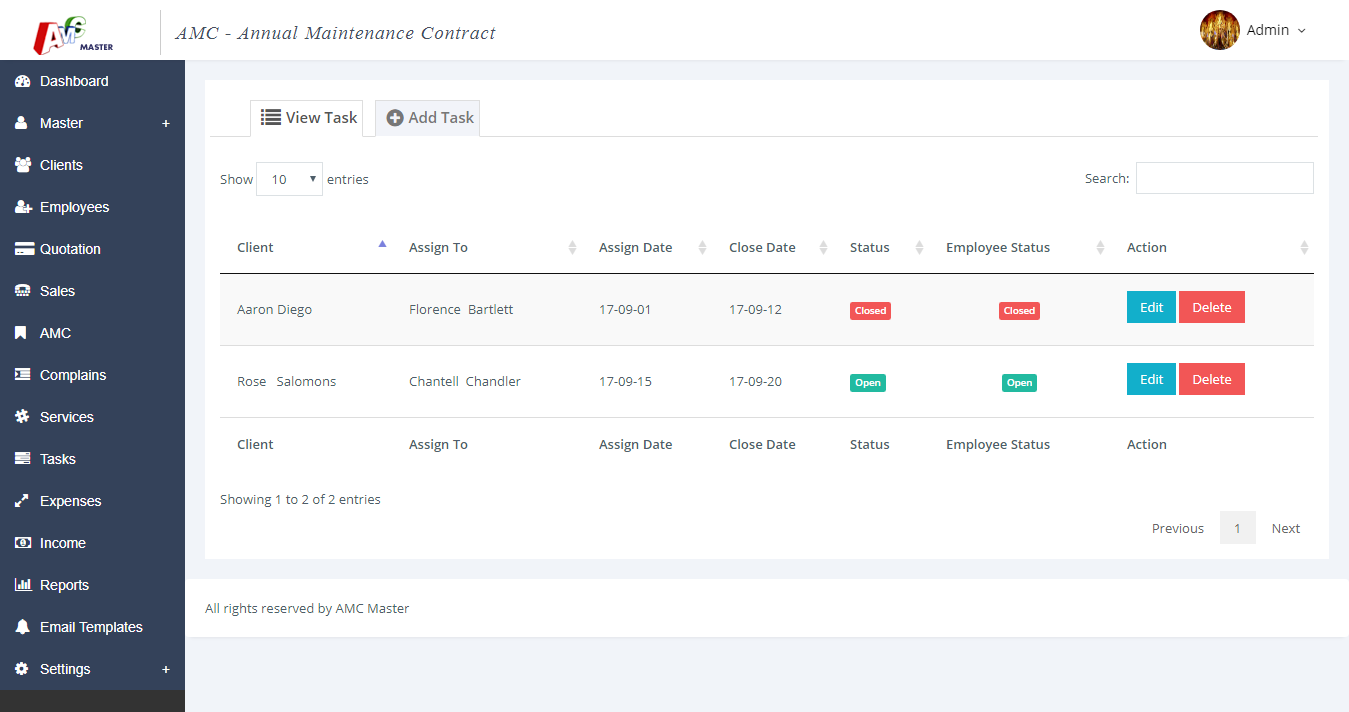 AMC MASTER
AMC - Annual Maintenance Contract
Admin
Dashboard
Master +
Clients
Employees
Quotation
Sales
AMC
Complains
Services
Tasks
Expenses
Income
Reports
Email Templates
Settings +
View Task Add Task
Show 10 entries Search:
Client Assign To Assign Date Close Date Status Employee Status Action
Aaron Diego Florence Bartlett 17-09-01 17-09-12 Closed Closed Edit Delete
Rose Salomons Chantell Chandler 17-09-15 17-09-20 Open Open Edit Delete
Client Assign To Assign Date Close Date Status Employee Status Action
Showing 1 to 2 of 2 entries
Previous 1 Next
All rights reserved by AMC Master